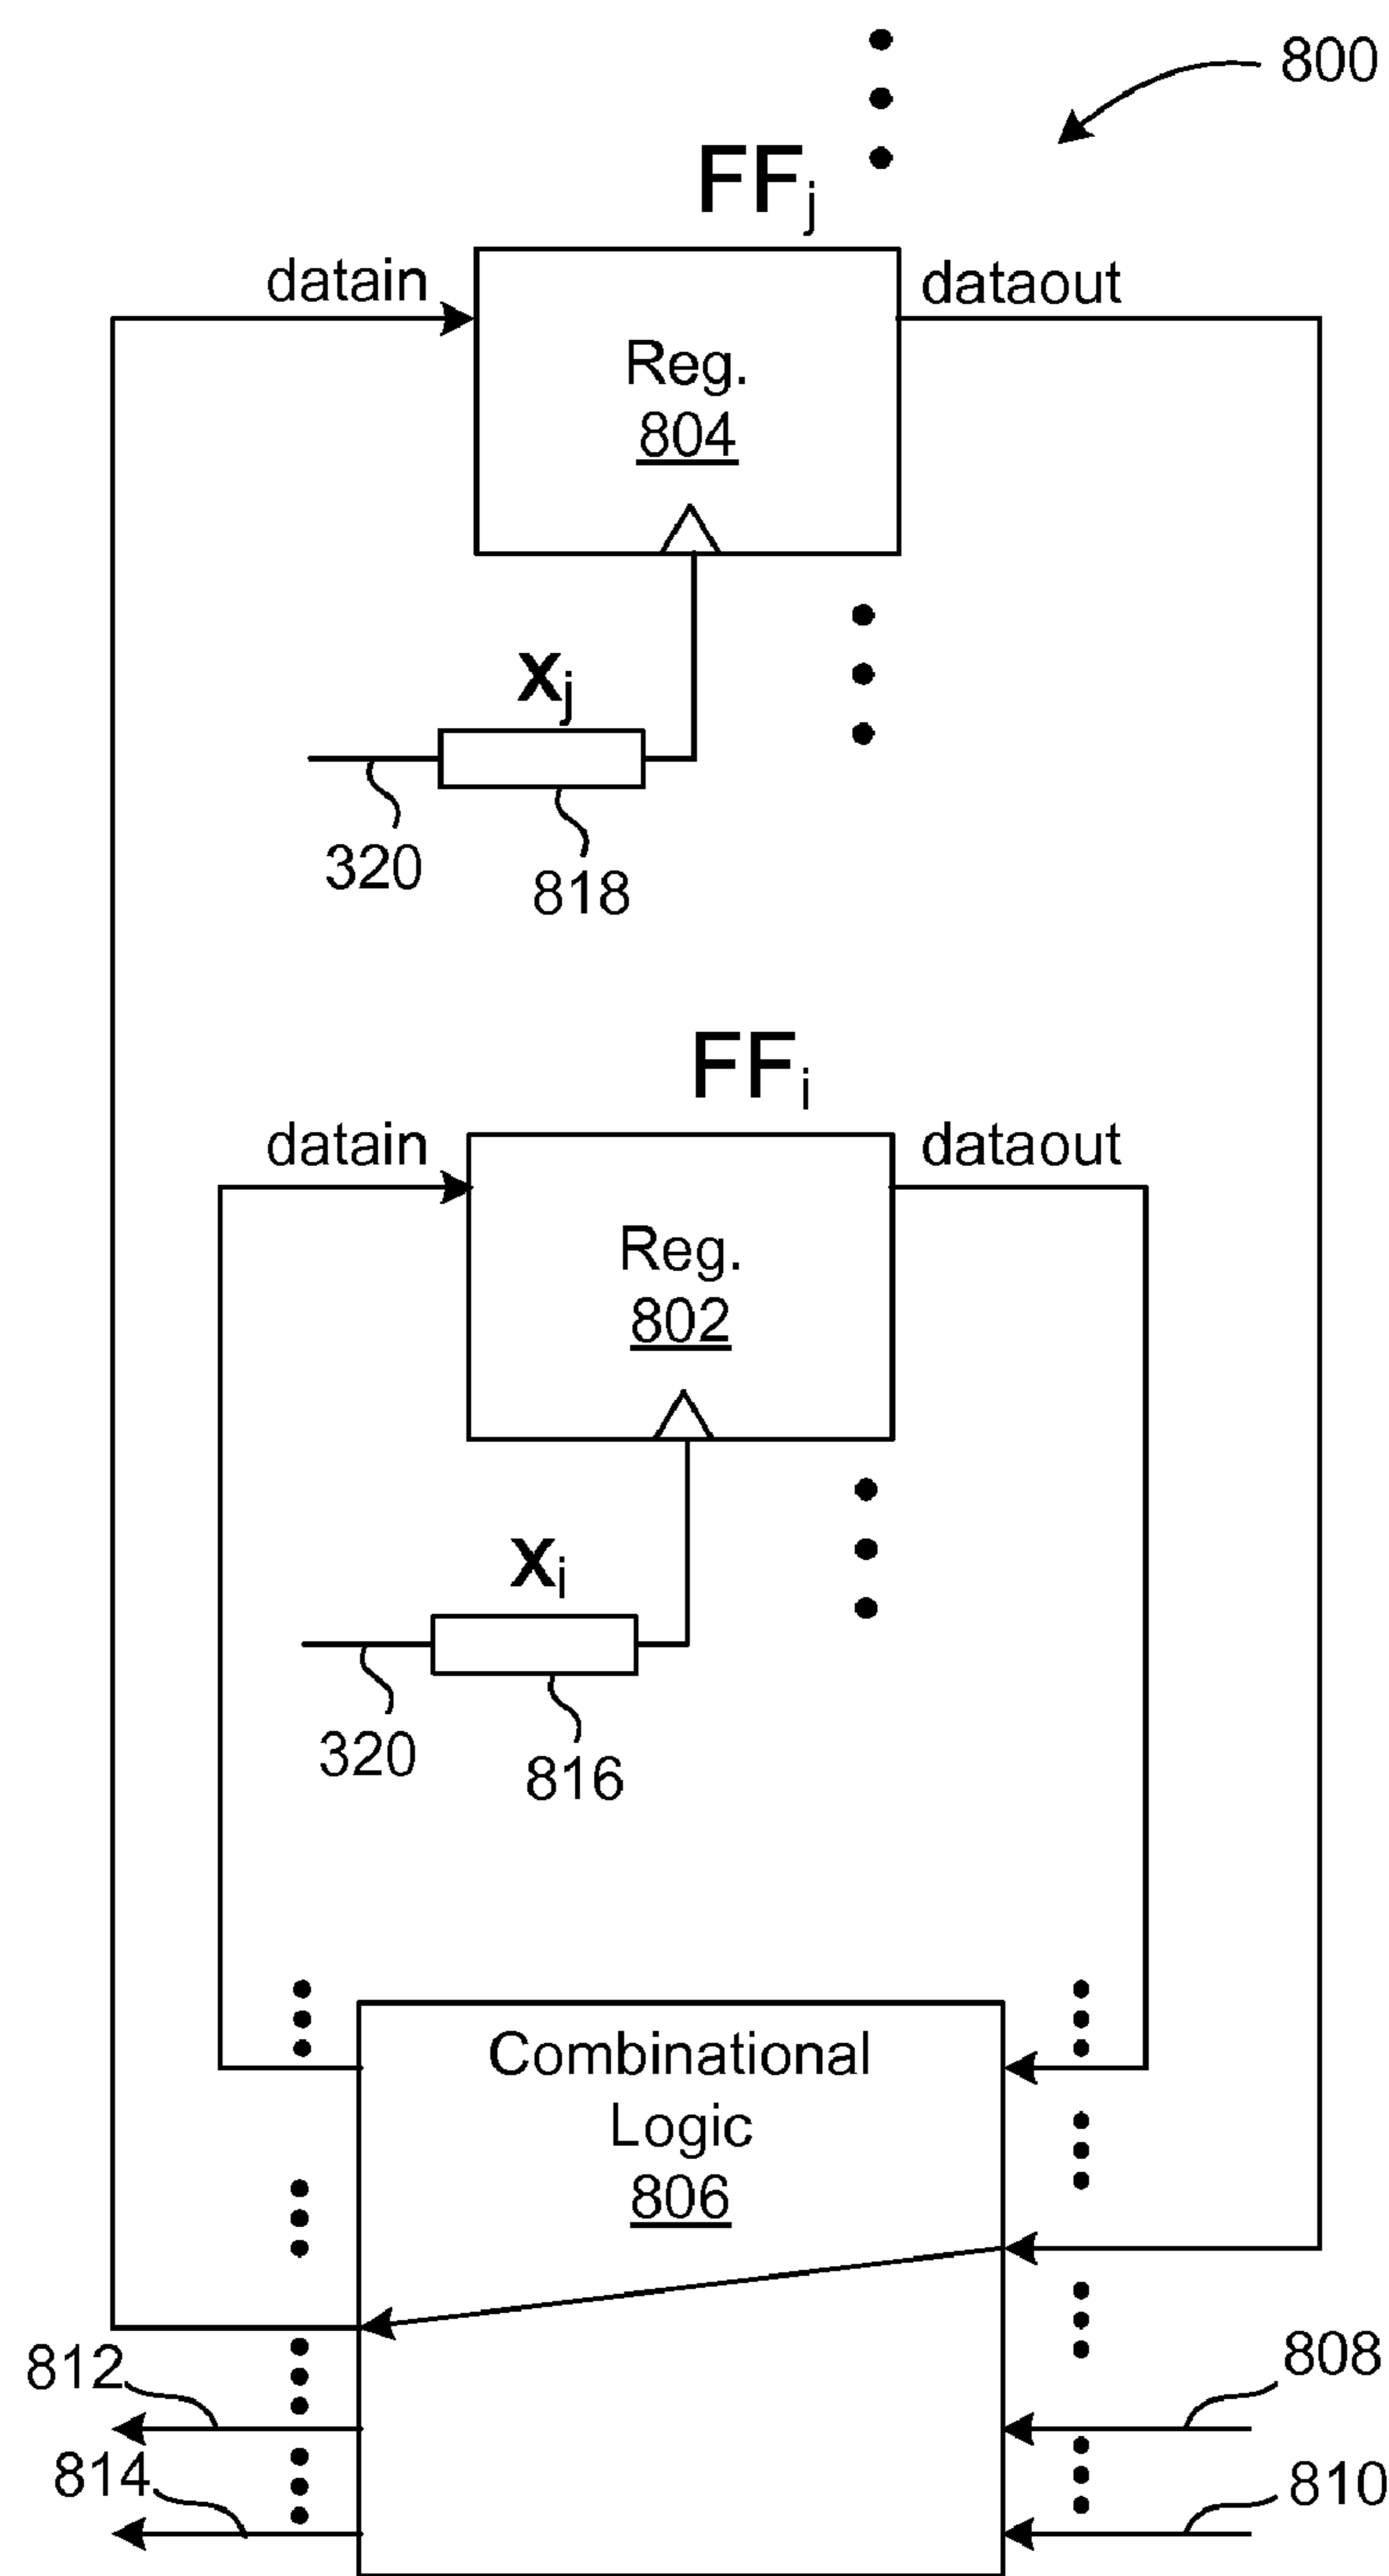 800
FFj
datain
dataout
Reg.
804
xj
320
818
FFi
datain
dataout
Reg.
802
xi
320
816
Combinational
Logic
806
812
808
814
810